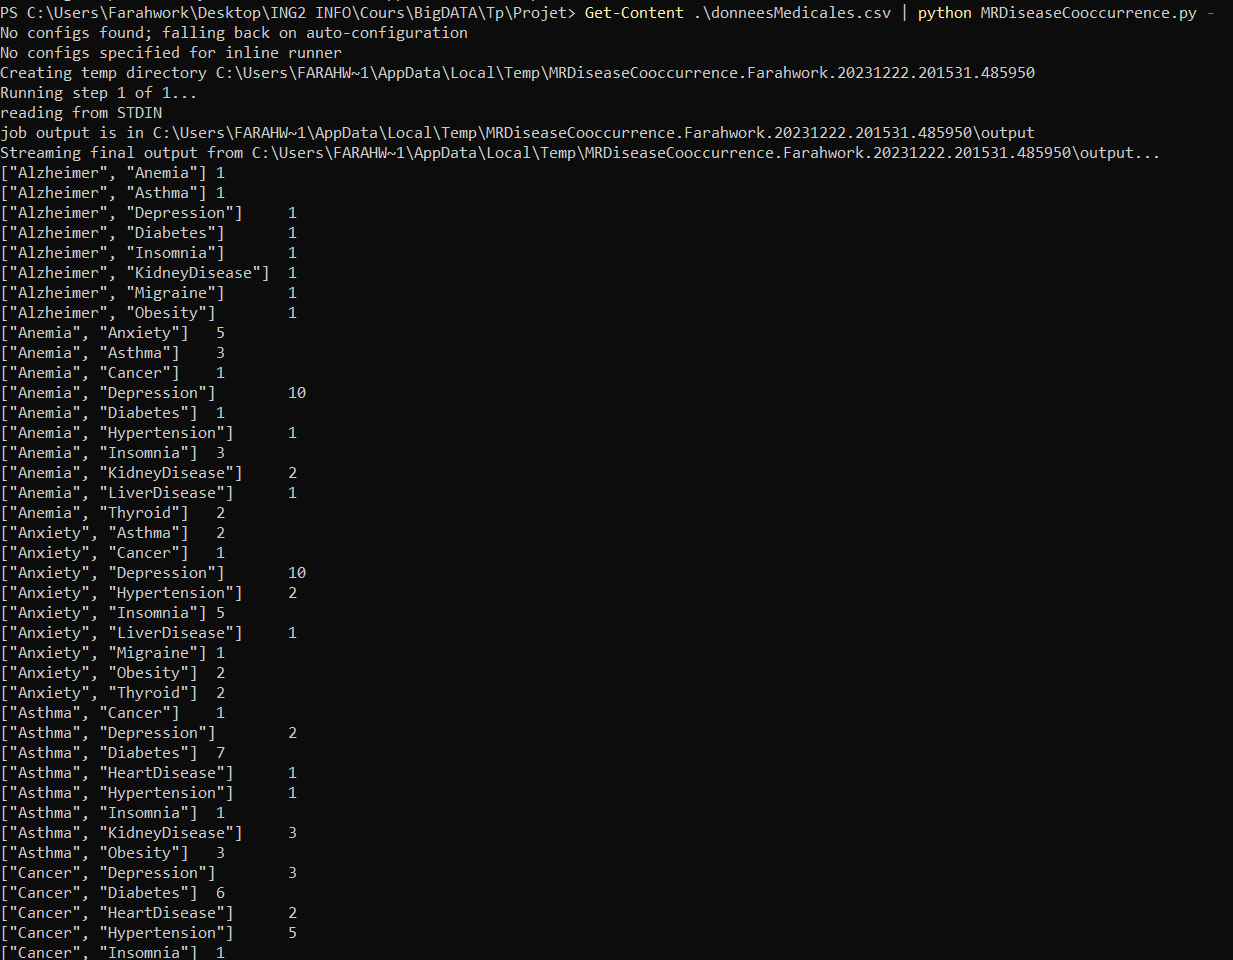 PS C:\Users\Farahwork\Desktop\ING2 INFO\Cours\BigDATA\Tp\Projet> Get-Content .\donneesMedicales.csv | python MRDiseaseCooccurrence.py -
No configs found; falling back on auto-configuration
No configs specified for inline runner
Creating temp directory C:\Users\FARAHW~1\AppData\Local\Temp\MRDiseaseCooccurrence.Farahwork.20231222.201531.485950
Running step 1 of 1...
reading from STDIN
job output is in C:\Users\FARAHW~1\AppData\Local\Temp\MRDiseaseCooccurrence.Farahwork.20231222.201531.485950\output
Streaming final output from C:\Users\FARAHW~1\AppData\Local\Temp\MRDiseaseCooccurrence.Farahwork.20231222.201531.485950\output...
["Alzheimer", "Anemia"] 1
["Alzheimer", "Asthma"] 1
["Alzheimer", "Depression"]     1
["Alzheimer", "Diabetes"]       1
["Alzheimer", "Insomnia"]       1
["Alzheimer", "KidneyDisease"]  1
["Alzheimer", "Migraine"]       1
["Alzheimer", "Obesity"]        1
["Anemia", "Anxiety"]   5
["Anemia", "Asthma"]    3
["Anemia", "Cancer"]    1
["Anemia", "Depression"]        10
["Anemia", "Diabetes"]  1
["Anemia", "Hypertension"]      1
["Anemia", "Insomnia"]  3
["Anemia", "KidneyDisease"]     2
["Anemia", "LiverDisease"]      1
["Anemia", "Thyroid"]   2
["Anxiety", "Asthma"]   2
["Anxiety", "Cancer"]   1
["Anxiety", "Depression"]       10
["Anxiety", "Hypertension"]     2
["Anxiety", "Insomnia"] 5
["Anxiety", "LiverDisease"]     1
["Anxiety", "Migraine"] 1
["Anxiety", "Obesity"]  2
["Anxiety", "Thyroid"]  2
["Asthma", "Cancer"]    1
["Asthma", "Depression"]        2
["Asthma", "Diabetes"]  7
["Asthma", "HeartDisease"]      1
["Asthma", "Hypertension"]      1
["Asthma", "Insomnia"]  1
["Asthma", "KidneyDisease"]     3
["Asthma", "Obesity"]   3
["Cancer", "Depression"]        3
["Cancer", "Diabetes"]  6
["Cancer", "HeartDisease"]      2
["Cancer", "Hypertension"]      5
["Cancer", "Insomnia"]  1